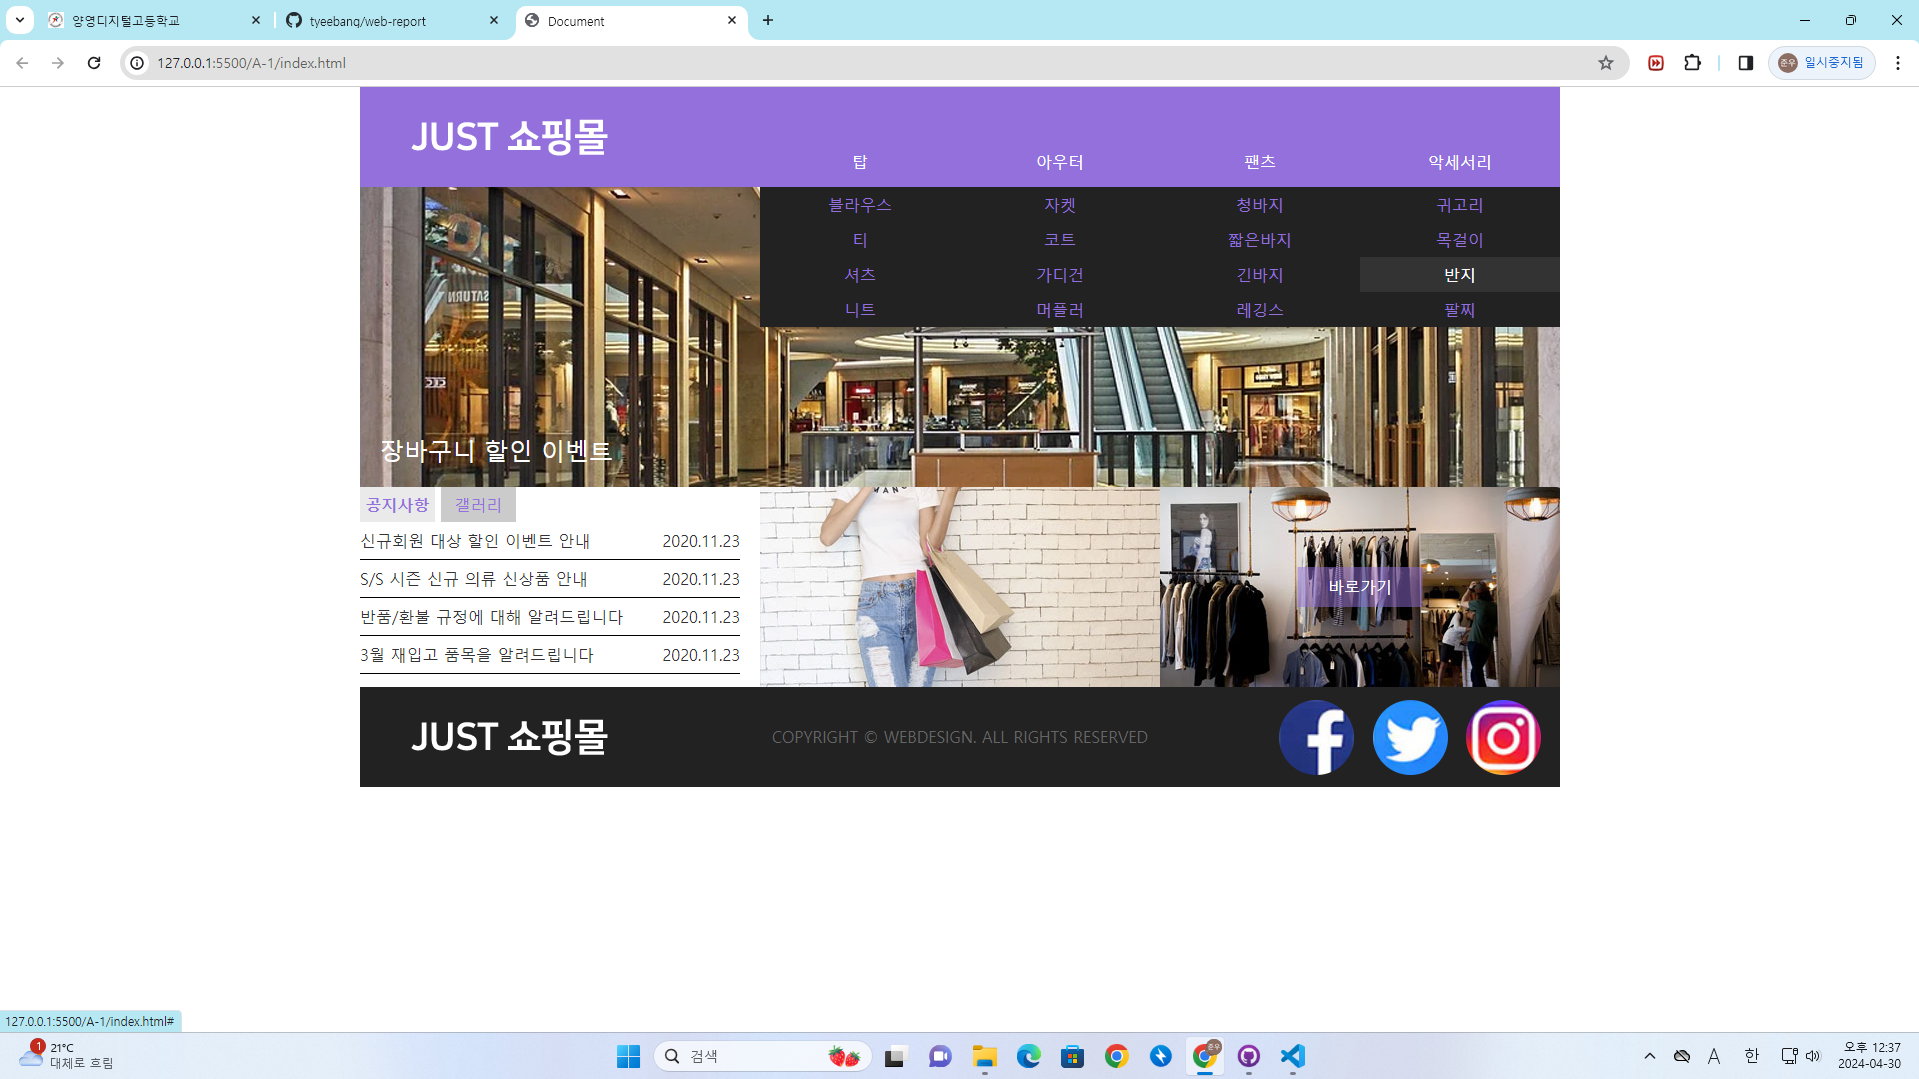 양영디지털고등학교
tyeebang/web-report
Document
127.0.0.1:5500/A-1/index.html
준우 일시중지됨
JUST 쇼핑몰
탑 아우터 팬츠 악세서리
블라우스 자켓 청바지 귀고리
티 코트 짧은바지 목걸이
셔츠 가디건 긴바지 반지
니트 머플러 레깅스 팔찌
SATURN
장바구니 할인 이벤트
공지사항 갤러리
신규회원 대상 할인 이벤트 안내 2020.11.23
S/S 시즌 신규 의류 신상품 안내 2020.11.23
반품/환불 규정에 대해 알려드립니다 2020.11.23
3월 재입고 품목을 알려드립니다 2020.11.23
바로가기
JUST 쇼핑몰
COPYRIGHT © WEBDESIGN. ALL RIGHTS RESERVED
127.0.0.1:5500/A-1/index.html#
1
21°C
대체로 흐림
검색
준우
A 한
오후 12:37
2024-04-30